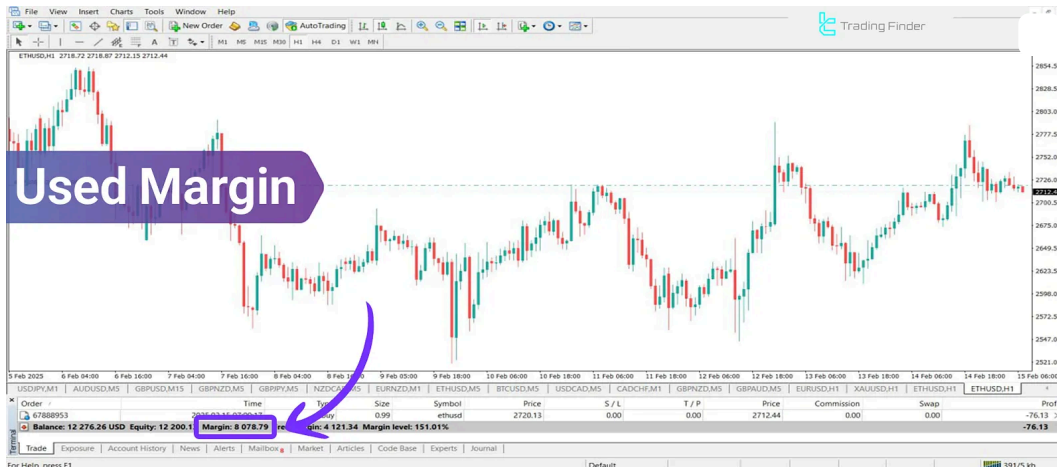 File View Insert Charts Tools Window Help
New Order AutoTrading
Trading Finder
M1 M5 M15 M30 H1 H4 D1 W1 MN
ETHUSD,H1 2718.72 2718.87 2712.15 2712.44
2854.5
2828.5
2803.0
2777.5
2752.0
2726.0
2712.4
2700.5
2675.0
2649.5
2623.5
2598.0
2572.5
2547.0
2521.0
Used Margin
5 Feb 2025 6 Feb 04:00 6 Feb 16:00 7 Feb 04:00 7 Feb 16:00 8 Feb 04:00 8 Feb 16:00 9 Feb 05:00 9 Feb 18:00 10 Feb 06:00 10 Feb 18:00 11 Feb 06:00 11 Feb 18:00 12 Feb 06:00 12 Feb 18:00 13 Feb 06:00 13 Feb 18:00 14 Feb 06:00 14 Feb 18:00 15 Feb 06:00
USDJPY,M1 AUDUSD,M5 GBPUSD,M15 GBPNZD,M5 GBPJPY,M5 EURNZD,M1 ETHUSD,M5 BTCUSD,M5 USDCAD,M5 CADCHF,M1 GBPNZD,M5 GBPAUD,M5 EURUSD,H1 XAUUSD,H1 ETHUSD,H1 ETHUSD,H1
Order Time Size Symbol Price S / L T / P Price Commission Swap Prof
67888953 buy 0.99 ethusd 2720.13 0.00 0.00 2712.44 0.00 0.00 -76.13
Balance: 12 276.26 USD Equity: 12 200.1 Margin: 8 078.79 4 121.34 Margin level: 151.01% -76.13
Terminal
Trade Exposure Account History News Alerts Mailbox Market Articles Code Base Experts Journal
For Help, press F1 Default 391/5 kb